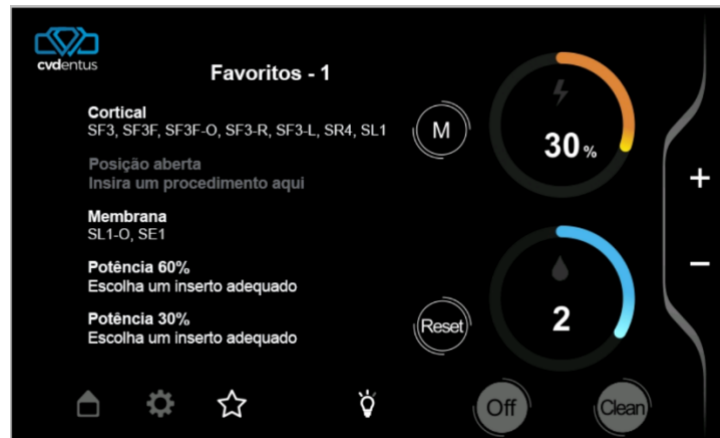 cvdentus
Favoritos - 1
Cortical
SF3, SF3F, SF3F-O, SF3-R, SF3-L, SR4, SL1
Posição aberta
Insira um procedimento aqui
Membrana
SL1-O, SE1
Potência 60%
Escolha um inserto adequado
Potência 30%
Escolha um inserto adequado
M
Reset
30%
2
+
−
Off
Clean